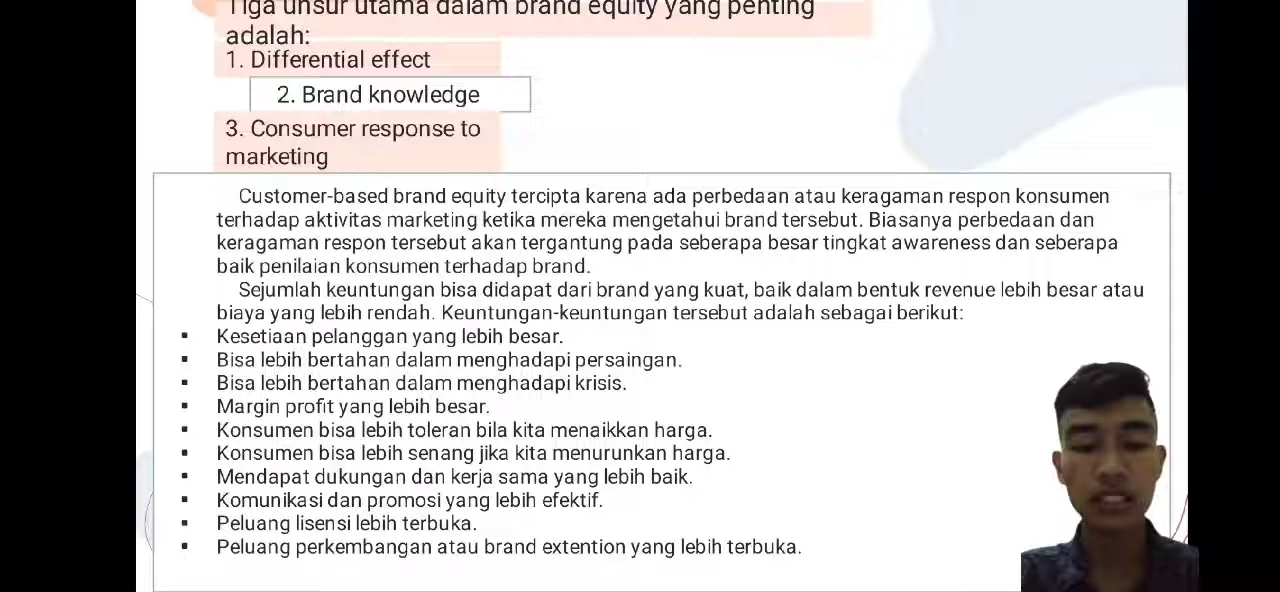 Tiga unsur utama dalam brand equity yang penting
adalah:
1. Differential effect
2. Brand knowledge
3. Consumer response to
marketing
Customer-based brand equity tercipta karena ada perbedaan atau keragaman respon konsumen
terhadap aktivitas marketing ketika mereka mengetahui brand tersebut. Biasanya perbedaan dan
keragaman respon tersebut akan tergantung pada seberapa besar tingkat awareness dan seberapa
baik penilaian konsumen terhadap brand.
Sejumlah keuntungan bisa didapat dari brand yang kuat, baik dalam bentuk revenue lebih besar atau
biaya yang lebih rendah. Keuntungan-keuntungan tersebut adalah sebagai berikut:
▪ Kesetiaan pelanggan yang lebih besar.
▪ Bisa lebih bertahan dalam menghadapi persaingan.
▪ Bisa lebih bertahan dalam menghadapi krisis.
▪ Margin profit yang lebih besar.
▪ Konsumen bisa lebih toleran bila kita menaikkan harga.
▪ Konsumen bisa lebih senang jika kita menurunkan harga.
▪ Mendapat dukungan dan kerja sama yang lebih baik.
▪ Komunikasi dan promosi yang lebih efektif.
▪ Peluang lisensi lebih terbuka.
▪ Peluang perkembangan atau brand extention yang lebih terbuka.